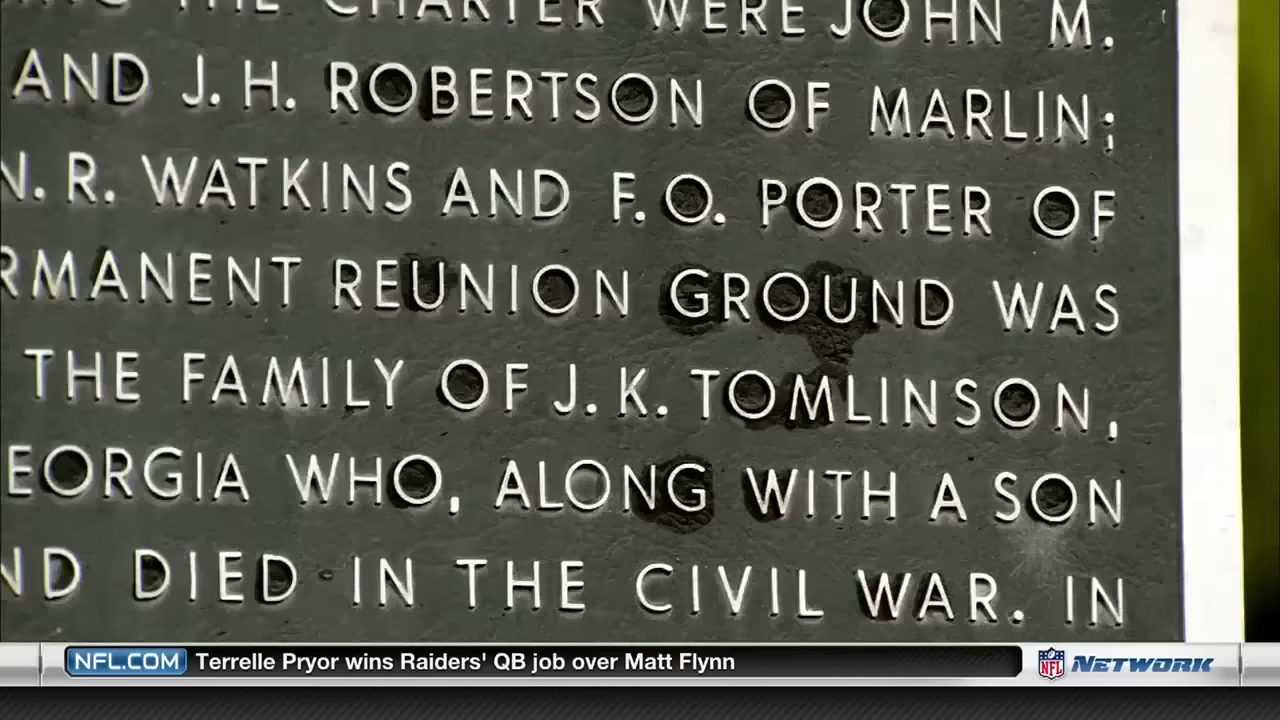 THE CHARTER WERE JOHN M.
AND J. H. ROBERTSON OF MARLIN;
N. R. WATKINS AND F. O. PORTER OF
RMANENT REUNION GROUND WAS
THE FAMILY OF J. K. TOMLINSON,
EORGIA WHO, ALONG WITH A SON
ND DIED IN THE CIVIL WAR. IN
NFL.COM Terrelle Pryor wins Raiders' QB job over Matt Flynn NFL NETWORK